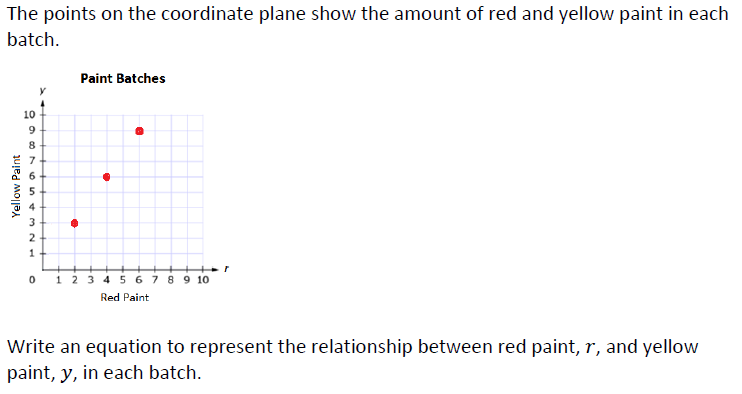 The points on the coordinate plane show the amount of red and yellow paint in each
batch.
Paint Batches
y
10
9
8
7
6
5
4
3
2
1
Yellow Paint
0 1 2 3 4 5 6 7 8 9 10
r
Red Paint
Write an equation to represent the relationship between red paint, r, and yellow
paint, y, in each batch.